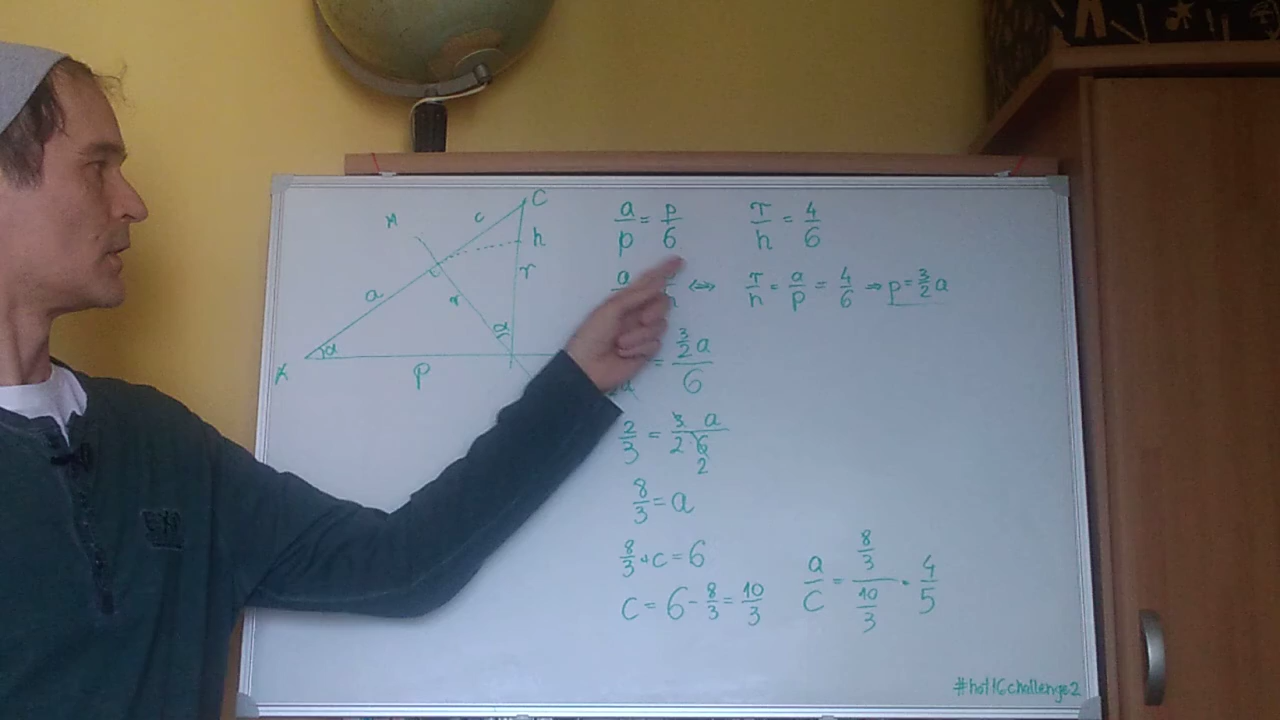 C
c
h
r
a
r
α
α
p
a/p = p/6
r/h = 4/6
⇔ r/h = a/p = 4/6 ⇒ p = 3/2 a
= 3/2 a / 6
2/3 = 3 a / 2 · 6
2
8/3 = a
8/3 + c = 6
c = 6 - 8/3 = 10/3
a/c = 8/3 / 10/3 = 4/5
#hot16challenge2